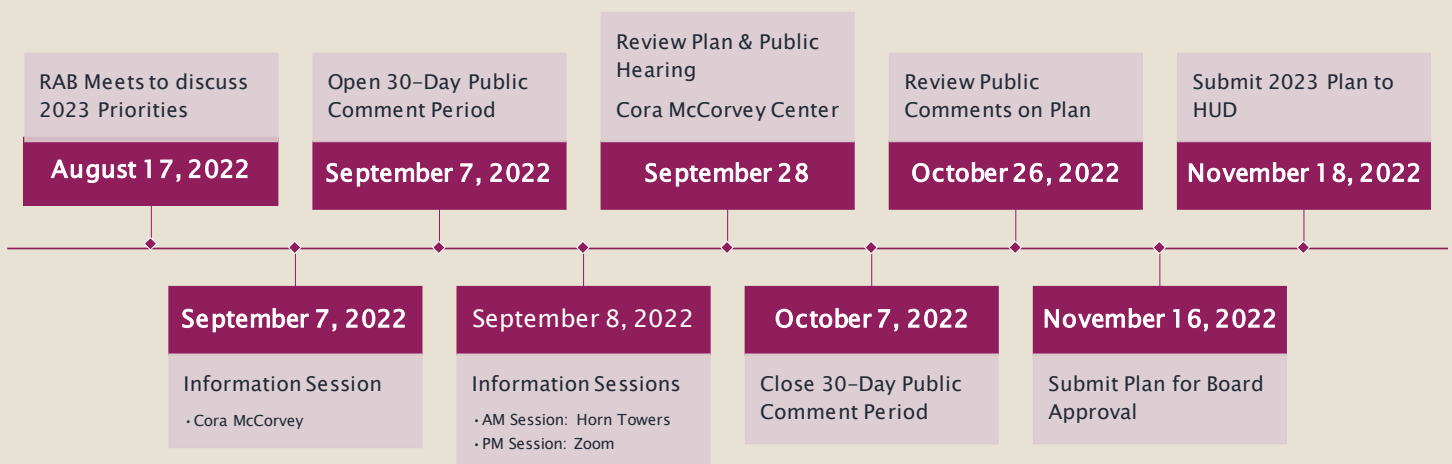 RAB Meets to discuss
2023 Priorities
August 17, 2022
September 7, 2022
Information Session
• Cora McCorvey
Open 30-Day Public
Comment Period
September 7, 2022
September 8, 2022
Information Sessions
• AM Session: Horn Towers
• PM Session: Zoom
Review Plan & Public
Hearing
Cora McCorvey Center
September 28
October 7, 2022
Close 30-Day Public
Comment Period
Review Public
Comments on Plan
October 26, 2022
November 16, 2022
Submit Plan for Board
Approval
Submit 2023 Plan to
HUD
November 18, 2022